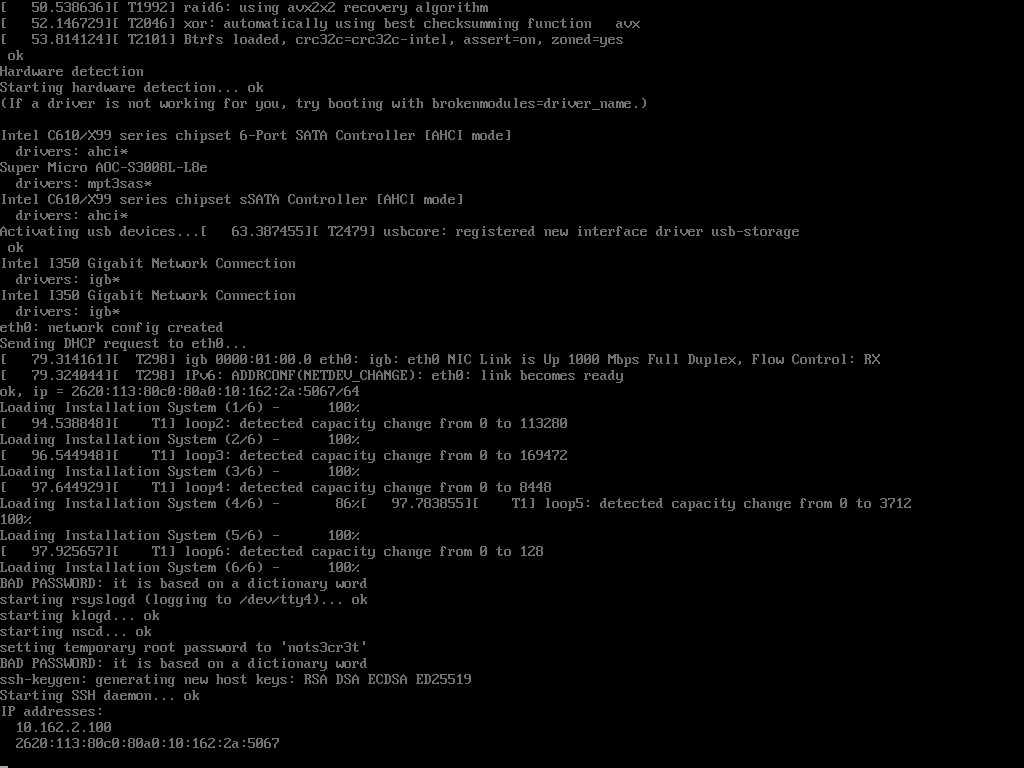 [   50.538636][ T1992] raid6: using avx2x2 recovery algorithm
[   52.146729][ T2046] xor: automatically using best checksumming function   avx
[   53.814124][ T2101] Btrfs loaded, crc32c=crc32c-intel, assert=on, zoned=yes
 ok
Hardware detection
Starting hardware detection... ok
(If a driver is not working for you, try booting with brokenmodules=driver_name.)

Intel C610/X99 series chipset 6-Port SATA Controller [AHCI mode]
  drivers: ahci*
Super Micro AOC-S3008L-L8e
  drivers: mpt3sas*
Intel C610/X99 series chipset sSATA Controller [AHCI mode]
  drivers: ahci*
Activating usb devices...[   63.387455][ T2479] usbcore: registered new interface driver usb-storage
 ok
Intel I350 Gigabit Network Connection
  drivers: igb*
Intel I350 Gigabit Network Connection
  drivers: igb*
eth0: network config created
Sending DHCP request to eth0...
[   79.314161][  T298] igb 0000:01:00.0 eth0: igb: eth0 NIC Link is Up 1000 Mbps Full Duplex, Flow Control: RX
[   79.324044][  T298] IPv6: ADDRCONF(NETDEV_CHANGE): eth0: link becomes ready
ok, ip = 2620:113:80c0:80a0:10:162:2a:5067/64
Loading Installation System (1/6) -      100%
[   94.538848][    T1] loop2: detected capacity change from 0 to 113280
Loading Installation System (2/6) -      100%
[   96.544948][    T1] loop3: detected capacity change from 0 to 169472
Loading Installation System (3/6) -      100%
[   97.644929][    T1] loop4: detected capacity change from 0 to 8448
Loading Installation System (4/6) -       86%[   97.783855][    T1] loop5: detected capacity change from 0 to 3712
100%
Loading Installation System (5/6) -      100%
[   97.925657][    T1] loop6: detected capacity change from 0 to 128
Loading Installation System (6/6) -      100%
BAD PASSWORD: it is based on a dictionary word
starting rsyslogd (logging to /dev/tty4)... ok
starting klogd... ok
starting nscd... ok
setting temporary root password to 'nots3cr3t'
BAD PASSWORD: it is based on a dictionary word
ssh-keygen: generating new host keys: RSA DSA ECDSA ED25519
Starting SSH daemon... ok
IP addresses:
  10.162.2.100
  2620:113:80c0:80a0:10:162:2a:5067